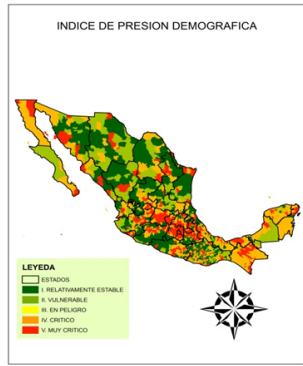 INDICE DE PRESION DEMOGRAFICA
LEYEDA
ESTADOS
I. RELATIVAMENTE ESTABLE
II. VULNERABLE
III. EN PELIGRO
IV. CRITICO
V. MUY CRITICO